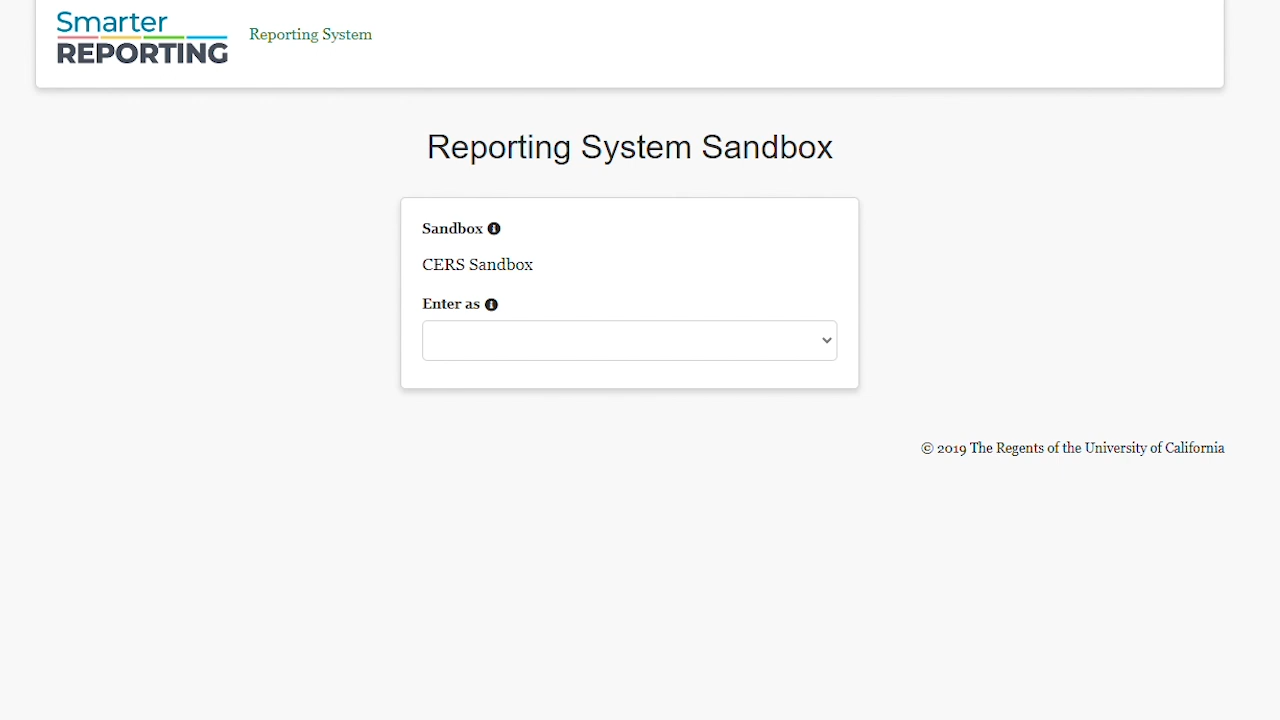 Smarter
REPORTING
Reporting System
Reporting System Sandbox
Sandbox
CERS Sandbox
Enter as
© 2019 The Regents of the University of California